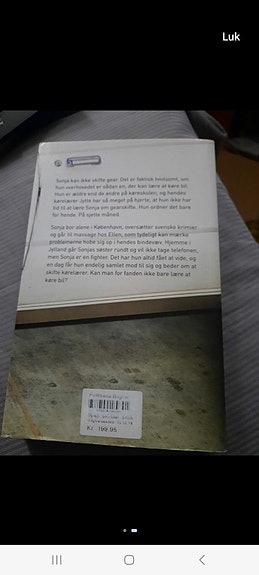 Luk
Sonja kan ikke skifte gear. Det er faktisk tvivlsomt, om
hun overhovedet er sådan en, der kan lære at køre bil.
Hun er ældre end de andre på køreskolen, og hendes
kørelærer Jytte har så meget på hjerte, at hun ikke har
tid til at lære Sonja om gearskifte. Hun ordner det bare
for hende. På sjette måned.
Sonja bor alene i København, oversætter svenske krimier
og går til massage hos Ellen, som tydeligt kan mærke
problemerne hobe sig op i hendes bindevæv. Hjemme i
Jylland går Sonjas søster rundt og vil ikke tage telefonen,
men Sonja er en fighter. Det har hun altid fået at vide, og
en dag får hun endelig samlet mod til sig og beder om at
skifte kørelærer. Kan man for fanden ikke bare lære at
køre bil?
Politikens Boghal
Kr. 199.95